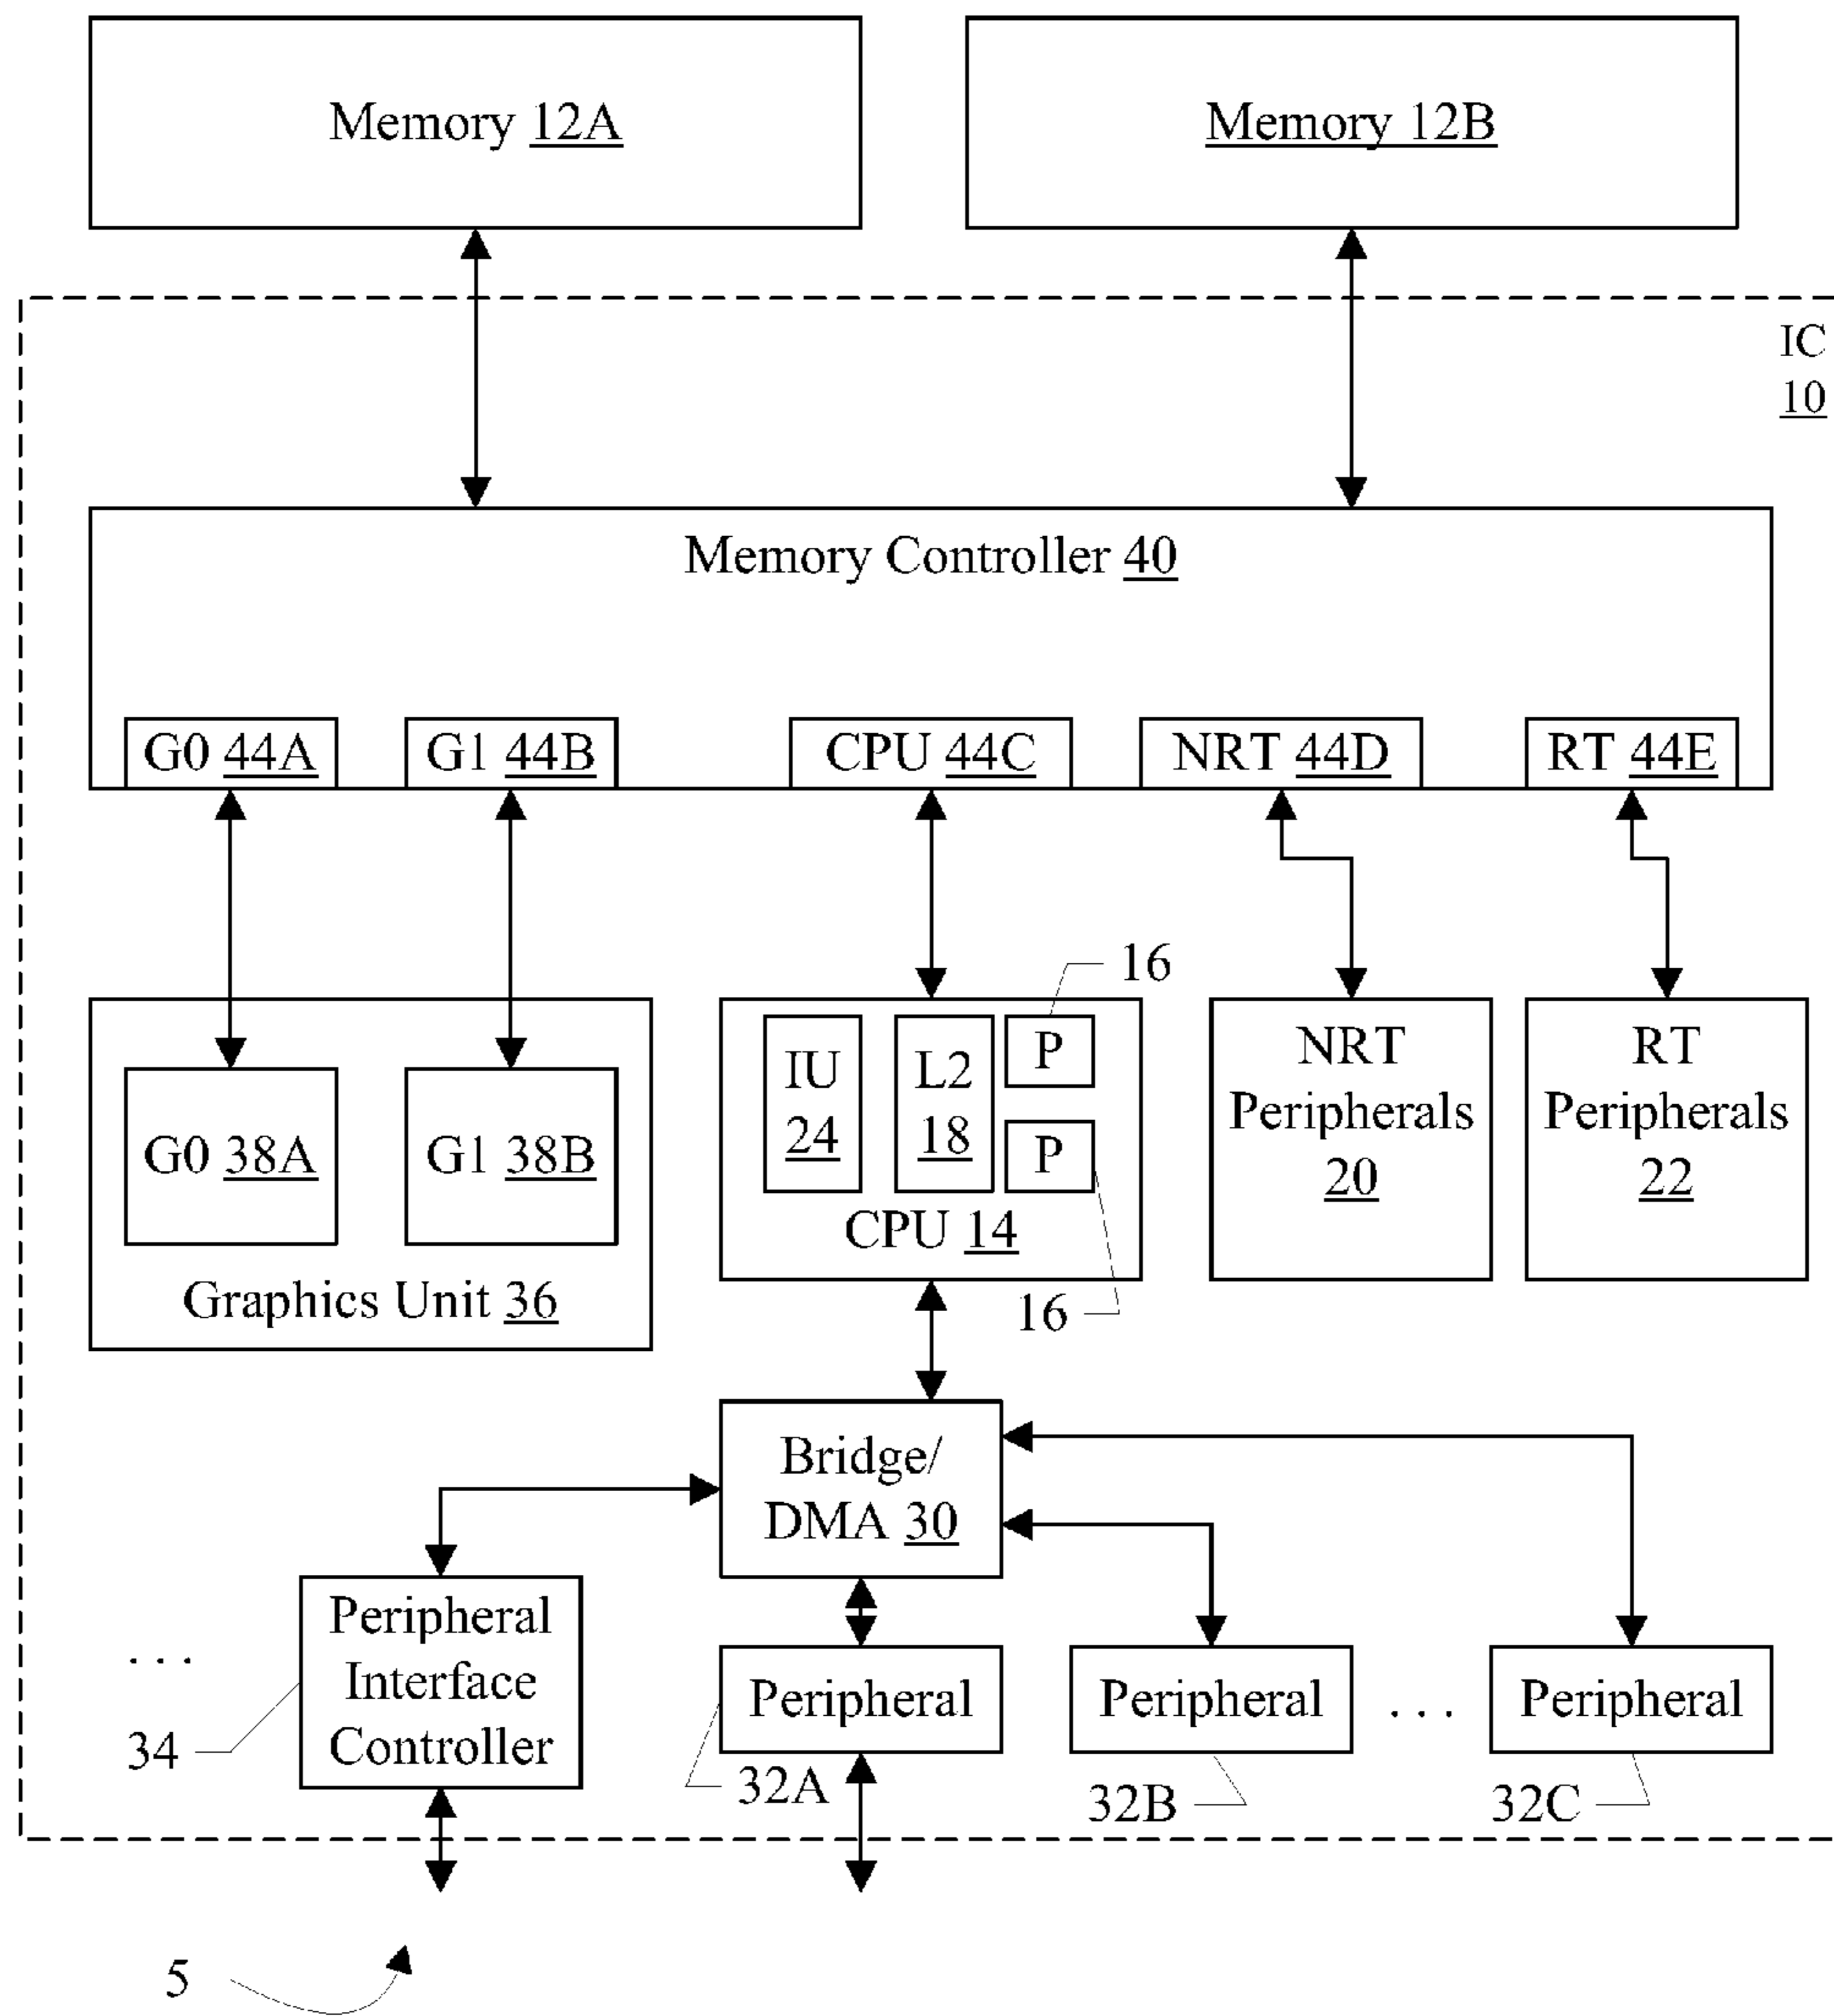 Memory 12A
Memory 12B
IC
10
Memory Controller 40
G0 44A
G1 44B
CPU 44C
NRT 44D
RT 44E
16
IU
24
L2
18
P
P
CPU 14
16
NRT
Peripherals
20
RT
Peripherals
22
G0 38A
G1 38B
Graphics Unit 36
Bridge/
DMA 30
Peripheral
Interface
Controller
. . .
34
Peripheral
32A
Peripheral
32B
. . .
Peripheral
32C
5